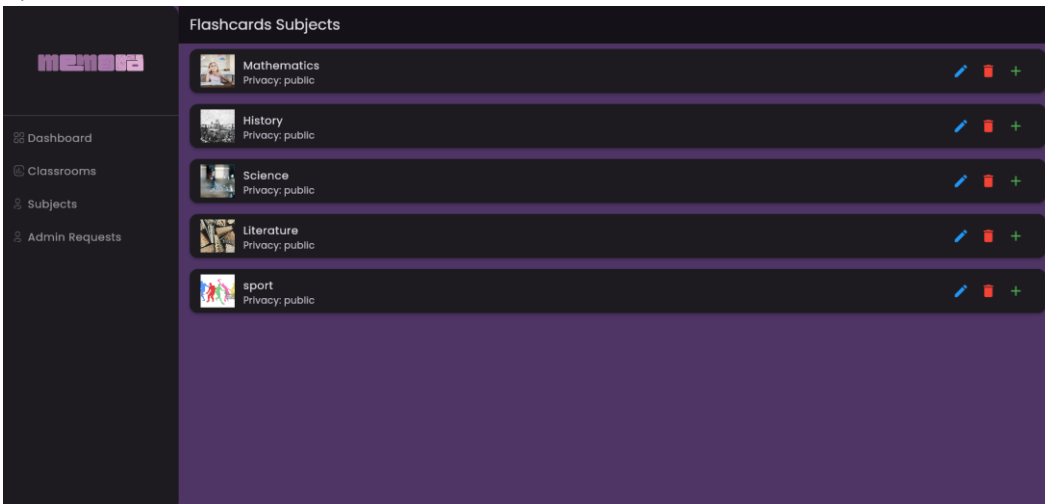 memora
Dashboard
Classrooms
Subjects
Admin Requests
Flashcards Subjects
Mathematics
Privacy: public
History
Privacy: public
Science
Privacy: public
Literature
Privacy: public
sport
Privacy: public